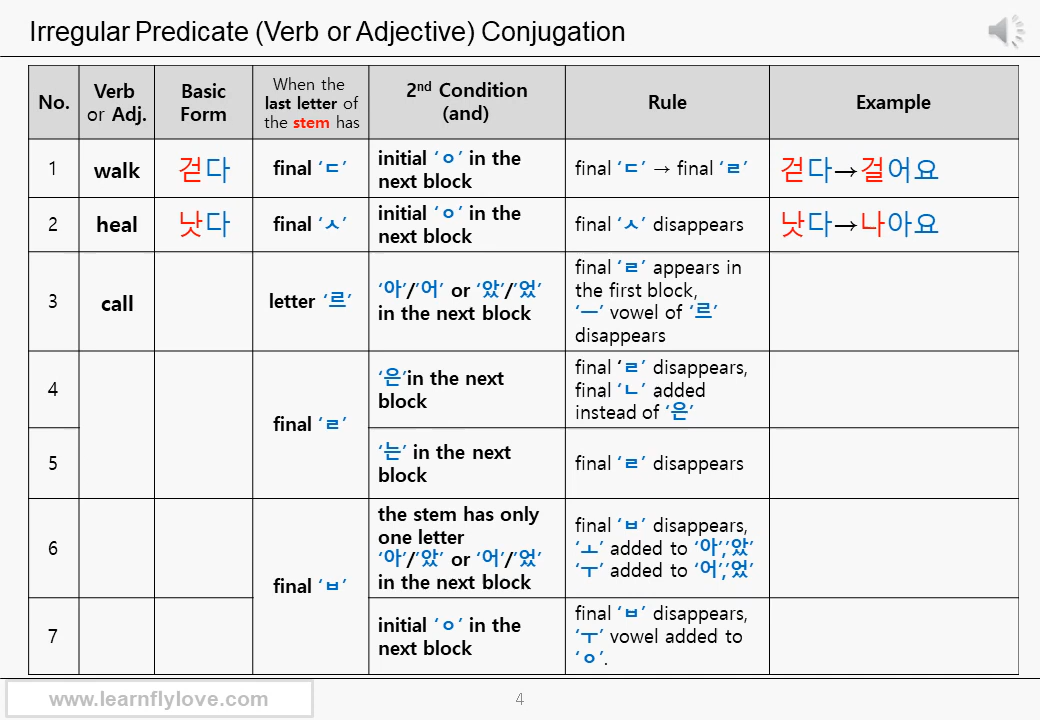 Irregular Predicate (Verb or Adjective) Conjugation
No.
Verb
or Adj.
Basic
Form
When the
last letter of
the stem has
2nd Condition
(and)
Rule
Example
1
walk
걷다
final ‘ㄷ’
initial ‘ㅇ’ in the
next block
final ‘ㄷ’ → final ‘ㄹ’
걷다→걸어요
2
heal
낫다
final ‘ㅅ’
initial ‘ㅇ’ in the
next block
final ‘ㅅ’ disappears
낫다→나아요
3
call
letter ‘르’
‘아’/’어’ or ‘았’/’었’
in the next block
final ‘ㄹ’ appears in
the first block,
‘ㅡ’ vowel of ‘르’
disappears
4
final ‘ㄹ’
‘은’in the next
block
final ‘ㄹ’ disappears,
final ‘ㄴ’ added
instead of ‘은’
5
‘는’ in the next
block
final ‘ㄹ’ disappears
6
final ‘ㅂ’
the stem has only
one letter
‘아’/’았’ or ‘어’/’었’
in the next block
final ‘ㅂ’ disappears,
‘ㅗ’ added to ‘아’,’았’
‘ㅜ’ added to ‘어’,’었’
7
initial ‘ㅇ’ in the
next block
final ‘ㅂ’ disappears,
‘ㅜ’ vowel added to
‘ㅇ’.
www.learnflylove.com
4